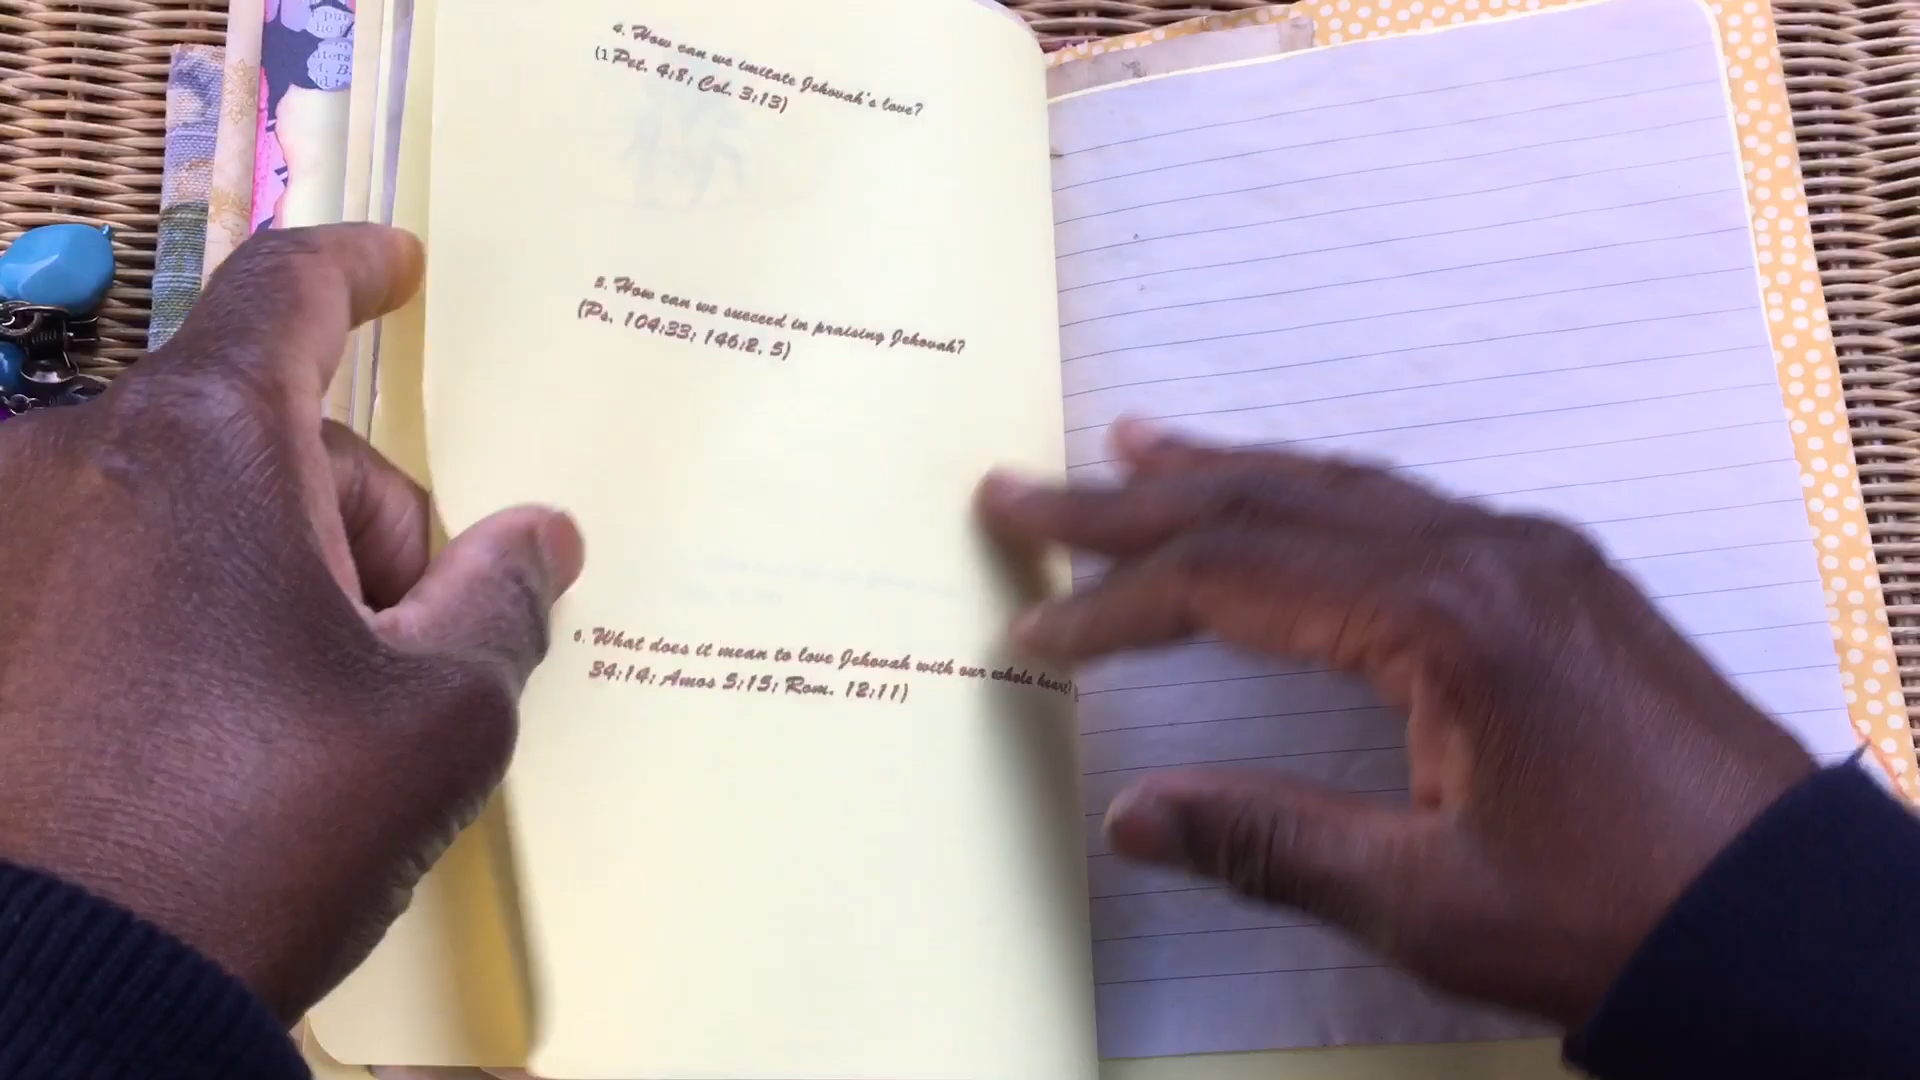 4. How can we imitate Jehovah's love?
(1 Pet. 4:8; Col. 3:13)
5. How can we succeed in praising Jehovah?
(Ps. 104:33; 146:2, 5)
6. What does it mean to love Jehovah with our whole heart?
34:14; Amos 5:15; Rom. 12:11)